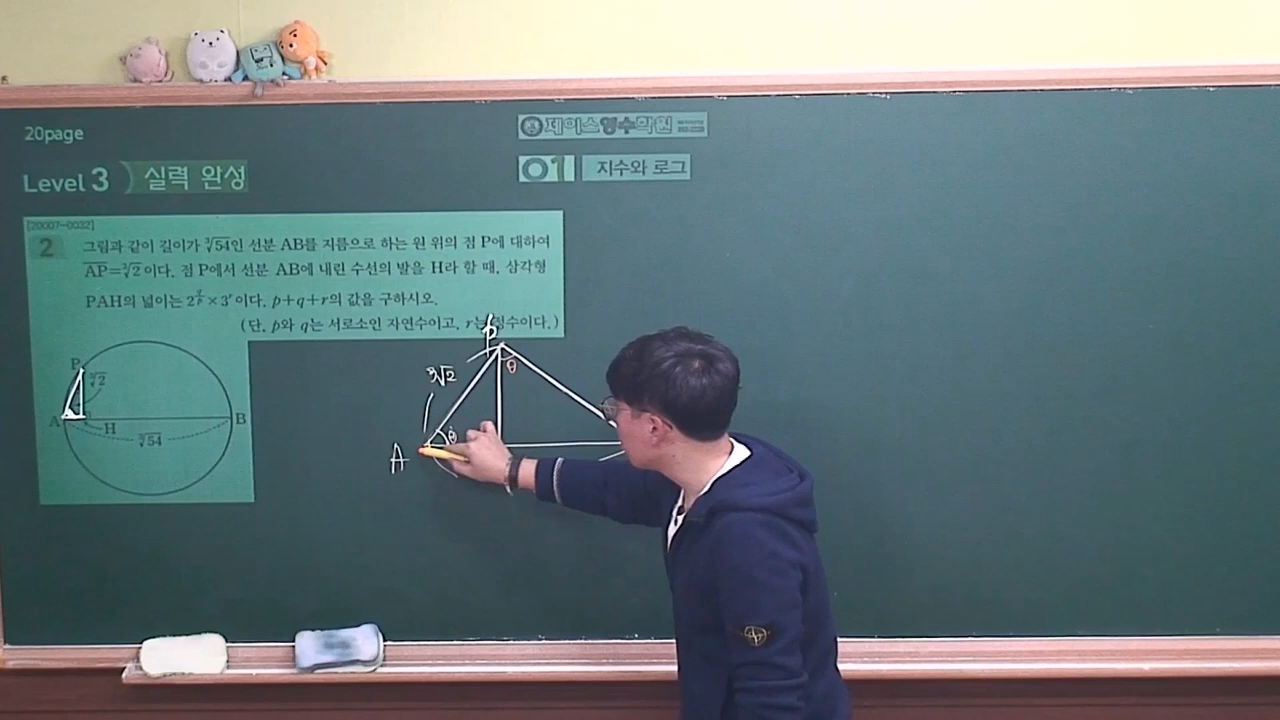 20page
제이스영수학원
Level 3 실력 완성
01 지수와 로그
[20007-0032]
2 그림과 같이 길이가 ∛54인 선분 AB를 지름으로 하는 원 위의 점 P에 대하여
AP=∛2이다. 점 P에서 선분 AB에 내린 수선의 발을 H라 할 때, 삼각형
PAH의 넓이는 2^(q/p)×3^r이다. p+q+r의 값을 구하시오.
(단, p와 q는 서로소인 자연수이고, r는 정수이다.)
P
∛2
A
H
B
∛54
P
θ
∛2
θ
A